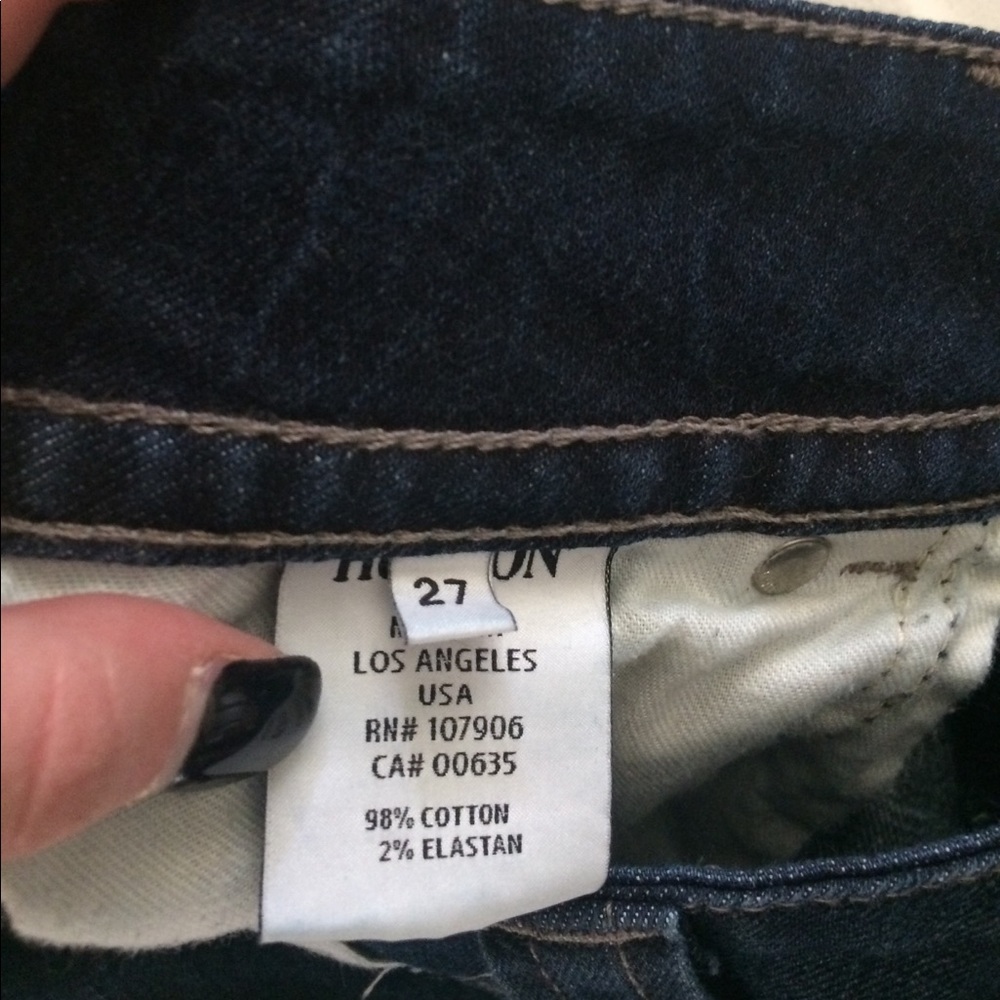 27
LOS ANGELES
USA
RN# 107906
CA# 00635
98% COTTON
2% ELASTAN